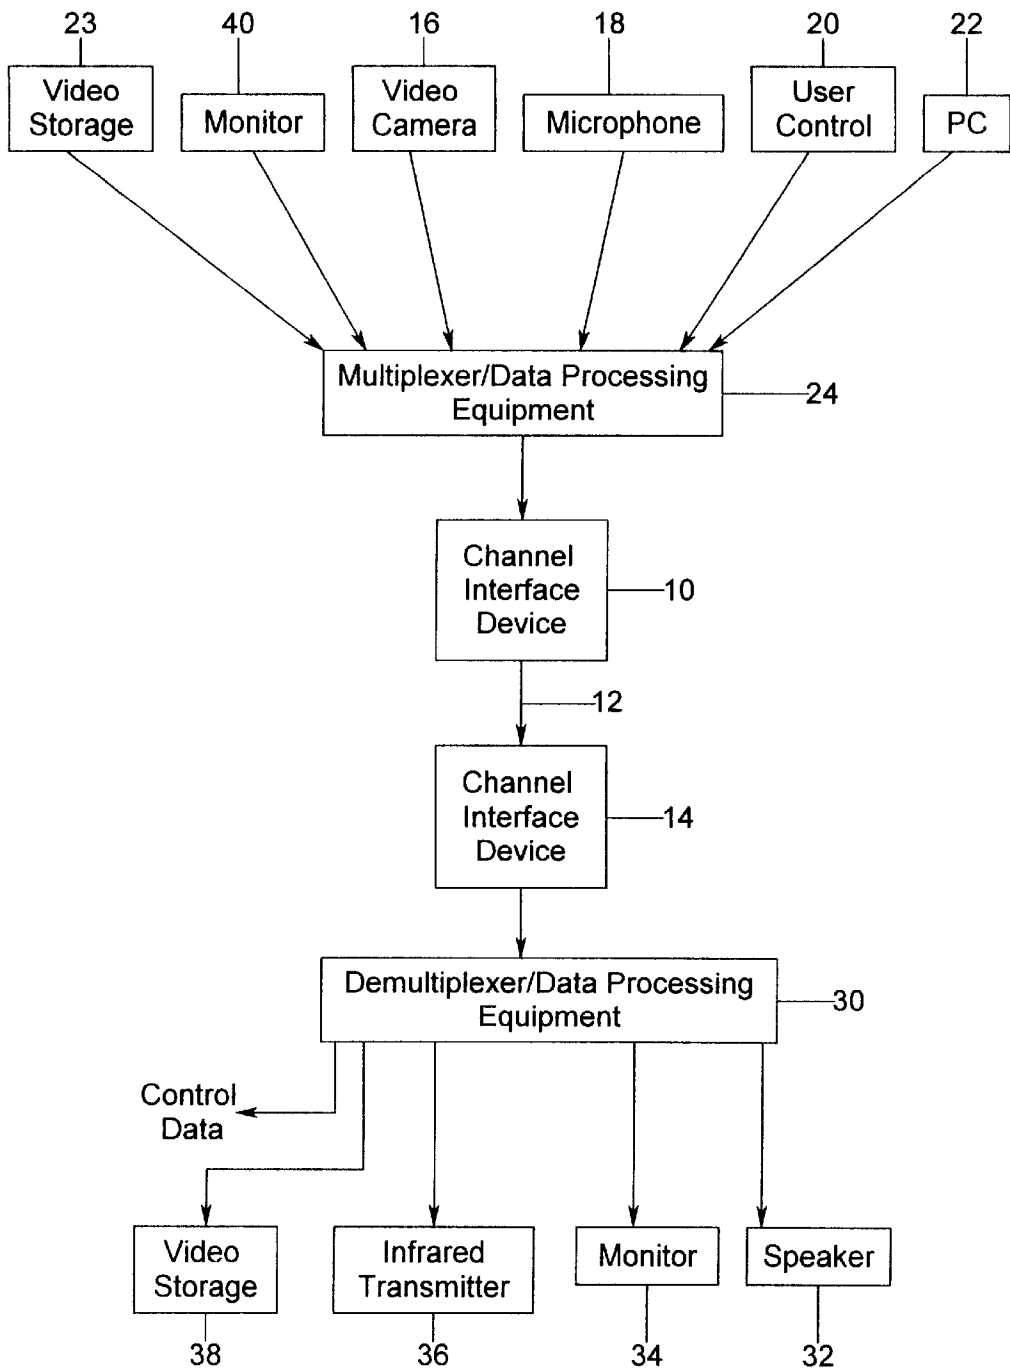 23
40
16
18
20
22
Video
Storage
Monitor
Video
Camera
Microphone
User
Control
PC
Multiplexer/Data Processing
Equipment
24
Channel
Interface
Device
10
12
Channel
Interface
Device
14
Demultiplexer/Data Processing
Equipment
30
Control
Data
Video
Storage
Infrared
Transmitter
Monitor
Speaker
38
36
34
32